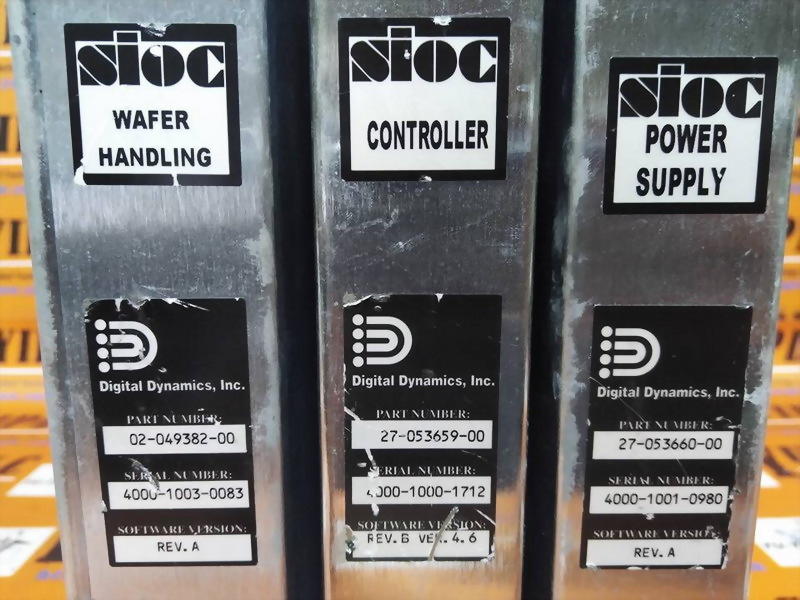 sioc
WAFER
HANDLING
Digital Dynamics, Inc.
PART NUMBER:
02-049382-00
SERIAL NUMBER:
4000-1003-0083
SOFTWARE VERSION:
REV. A
sioc
CONTROLLER
Digital Dynamics, Inc.
PART NUMBER:
27-053659-00
SERIAL NUMBER:
4000-1000-1712
SOFTWARE VERSION:
REV. B VER. 4.6
sioc
POWER
SUPPLY
Digital Dynamics, Inc.
PART NUMBER:
27-053660-00
SERIAL NUMBER:
4000-1001-0980
SOFTWARE VERSION:
REV. A